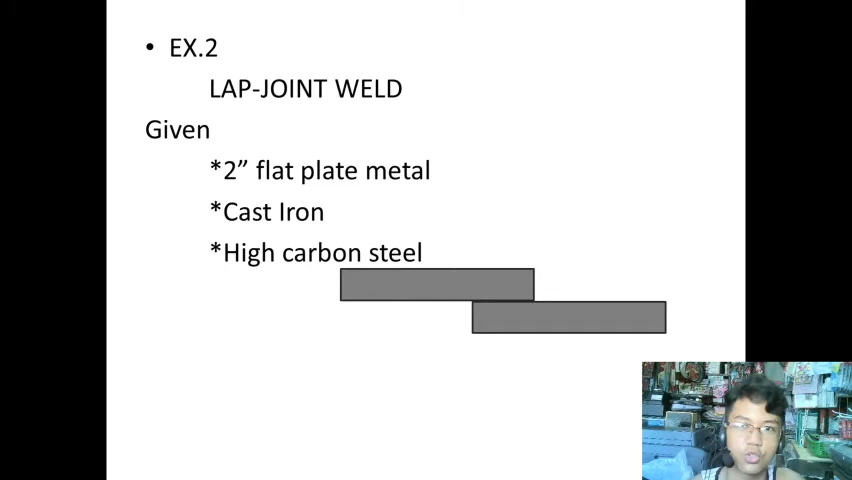 • EX.2
LAP-JOINT WELD
Given
*2” flat plate metal
*Cast Iron
*High carbon steel